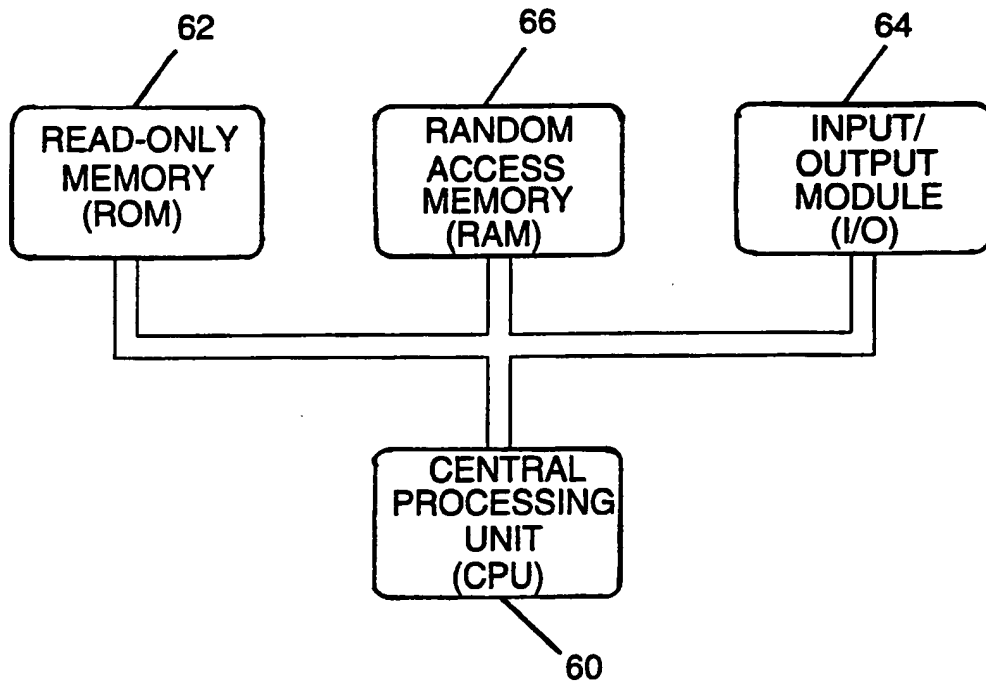 62
66
64
READ-ONLY
MEMORY
(ROM)
RANDOM
ACCESS
MEMORY
(RAM)
INPUT/
OUTPUT
MODULE
(I/O)
CENTRAL
PROCESSING
UNIT
(CPU)
60